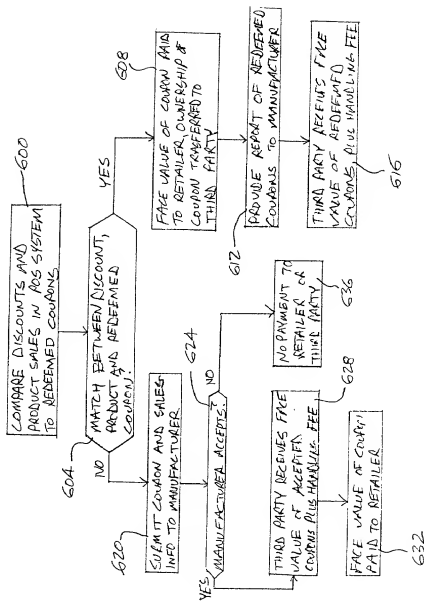 600
COMPARE DISCOUNTS AND
PRODUCT SALES IN POS SYSTEM
TO REDEEMED COUPONS
604
MATCH BETWEEN DISCOUNT,
PRODUCT AND REDEEMED
COUPON?
YES
NO
608
FACE VALUE OF COUPON PAID
TO RETAILER, OWNERSHIP OF
COUPON TRANSFERRED TO
THIRD PARTY
612
PROVIDE REPORT OF REDEEMED
COUPONS TO MANUFACTURER
THIRD PARTY RECEIVES FACE
VALUE OF REDEEMED
COUPONS, PLUS HANDLING FEE
616
620
SUBMIT COUPON AND SALES
INFO TO MANUFACTURER
624
MANUFACTURER ACCEPTS?
YES
NO
NO PAYMENT TO
RETAILER OR
THIRD PARTY
636
628
THIRD PARTY RECEIVES FACE
VALUE OF ACCEPTED
COUPONS PLUS HANDLING FEE
FACE VALUE OF COUPON
PAID TO RETAILER
632